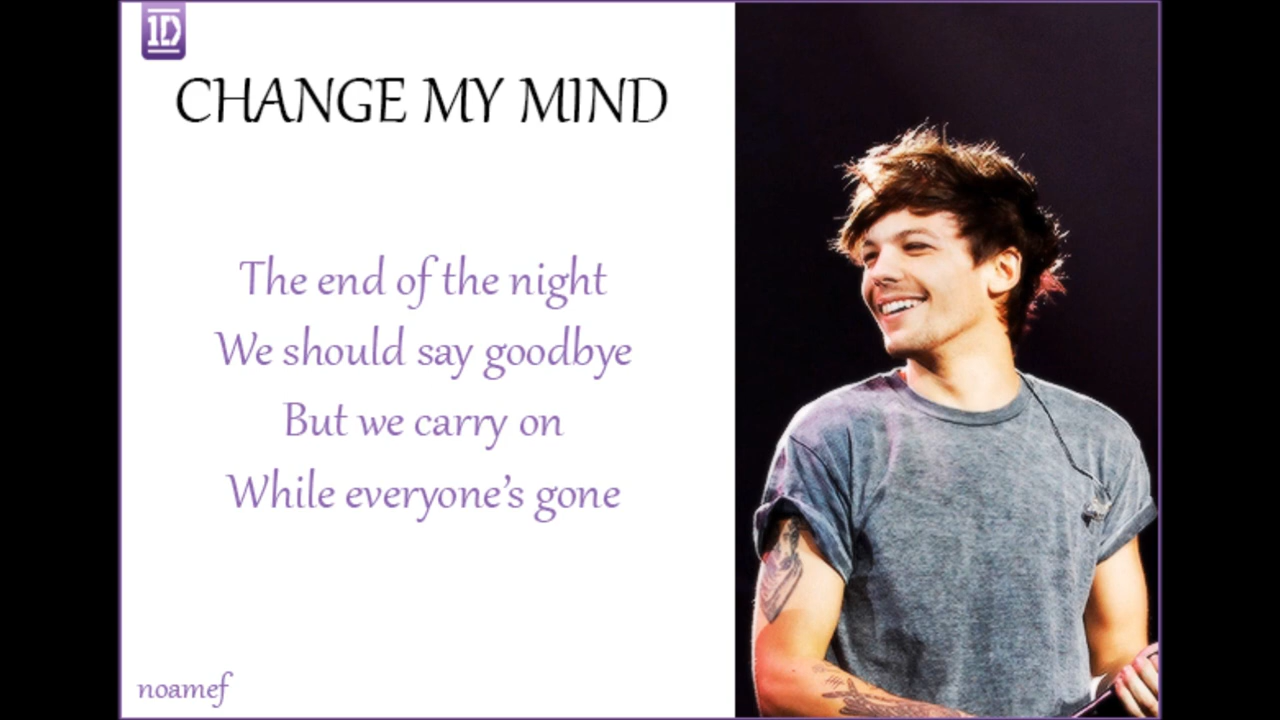 1D
CHANGE MY MIND
The end of the night
We should say goodbye
But we carry on
While everyone's gone
noamef